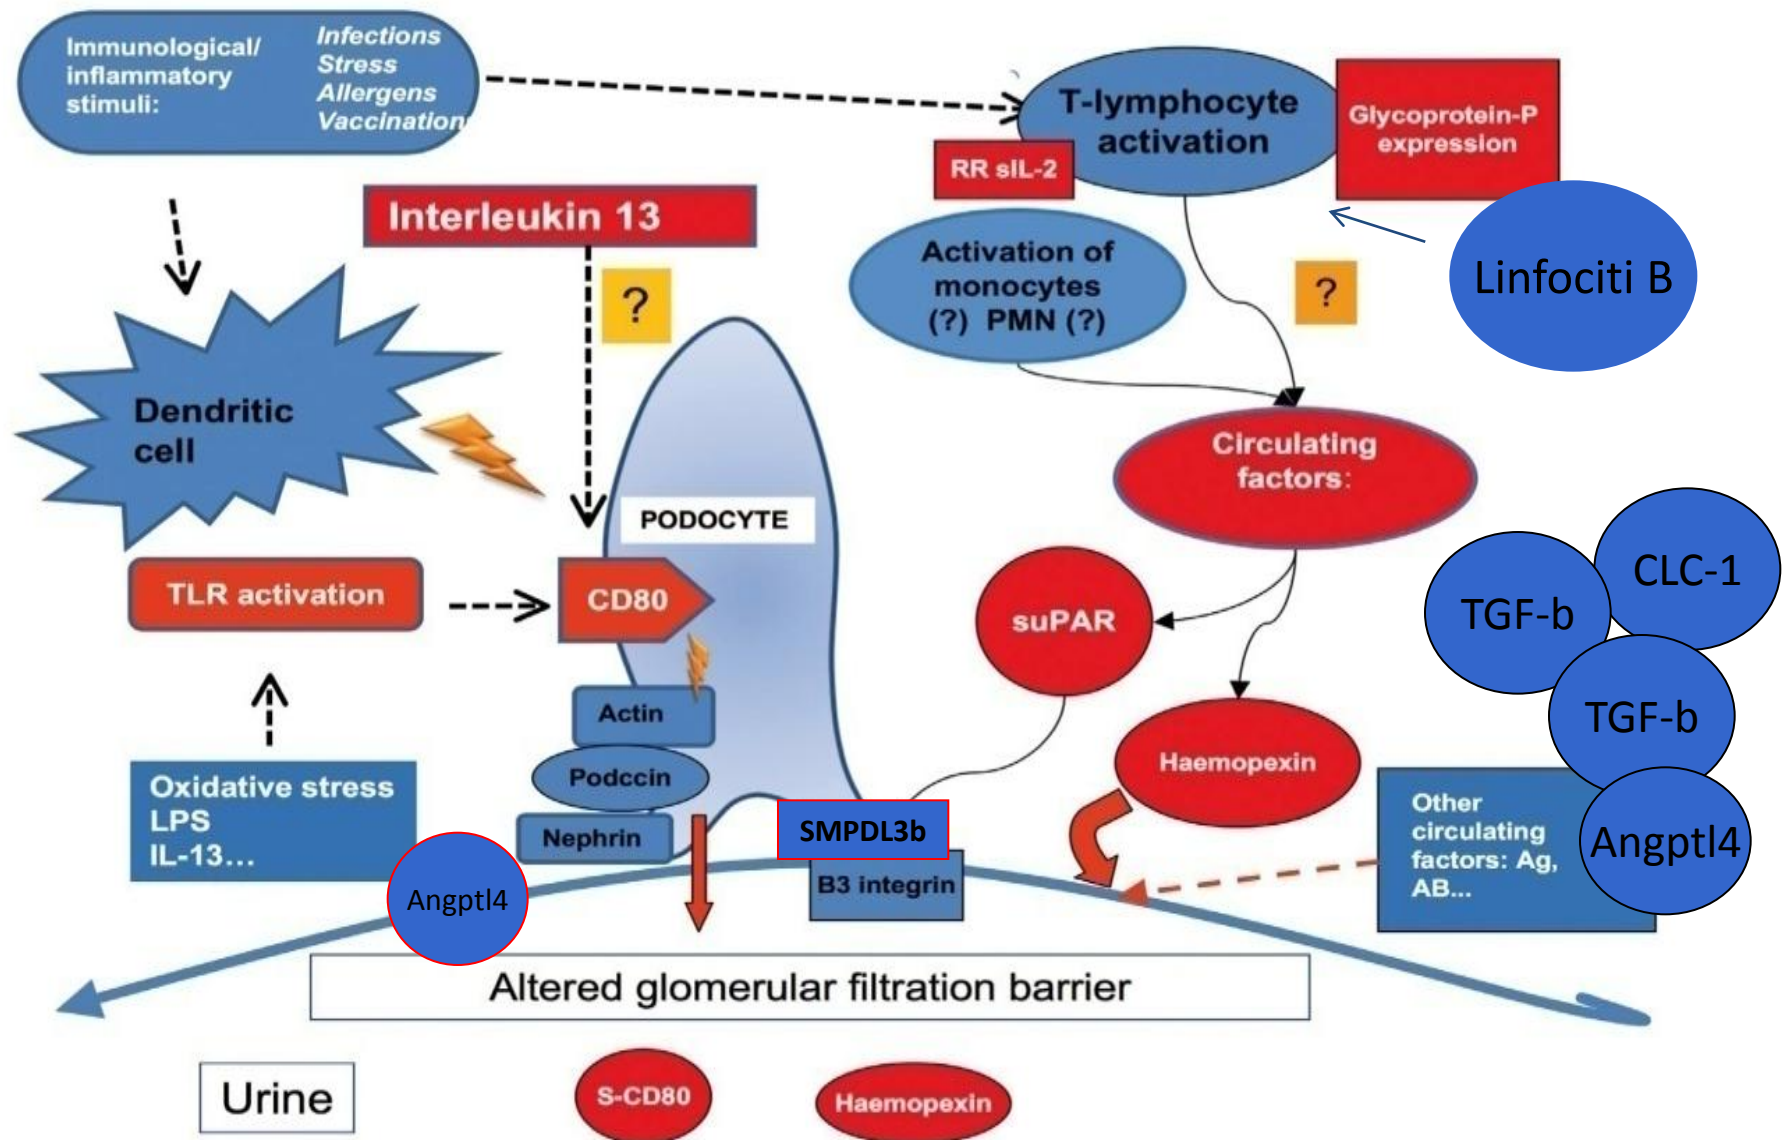 Immunological/
inflammatory
stimuli:
Infections
Stress
Allergens
Vaccination
T-lymphocyte
activation
Glycoprotein-P
expression
RR sIL-2
Interleukin 13
?
Activation of
monocytes
(?) PMN (?)
?
Linfociti B
Dendritic
cell
Circulating
factors:
PODOCYTE
TLR activation
CD80
suPAR
TGF-b
CLC-1
TGF-b
Actin
Podccin
Nephrin
Haemopexin
Oxidative stress
LPS
IL-13...
Angptl4
SMPDL3b
B3 integrin
Other
circulating
factors: Ag,
AB...
Angptl4
Altered glomerular filtration barrier
Urine
S-CD80
Haemopexin